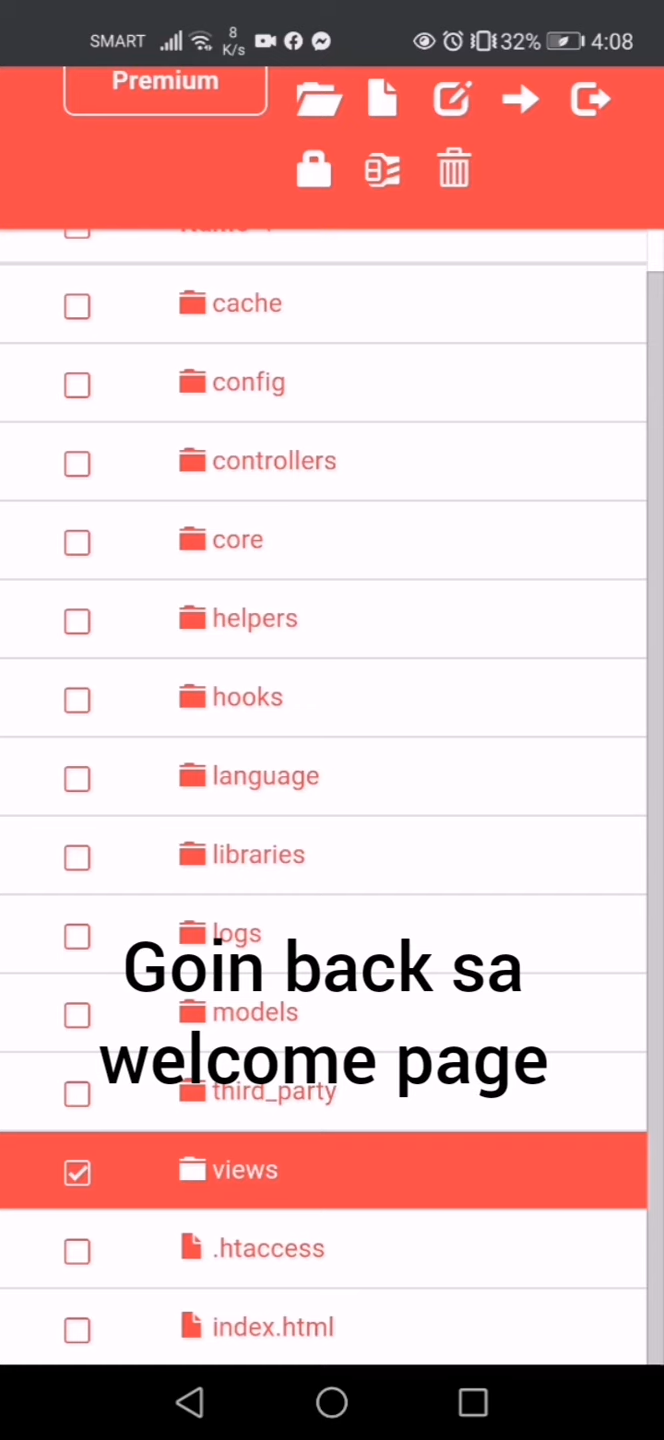 SMART 8 K/s 32% 4:08
Premium
cache
config
controllers
core
helpers
hooks
language
libraries
logs
Goin back sa
models
welcome page
third_party
views
.htaccess
index.html